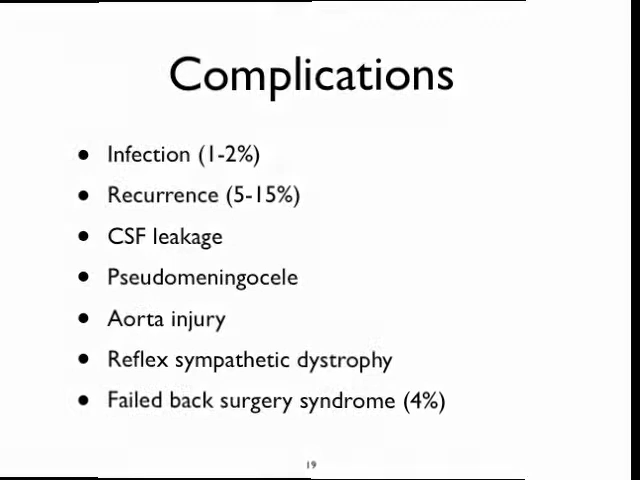 Complications
• Infection (1-2%)
• Recurrence (5-15%)
• CSF leakage
• Pseudomeningocele
• Aorta injury
• Reflex sympathetic dystrophy
• Failed back surgery syndrome (4%)
19